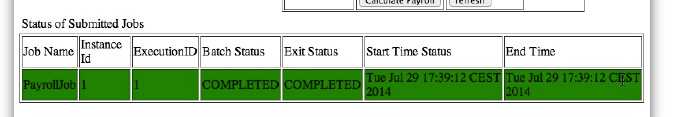 Calculate Payroll refresh
Status of Submitted Jobs
Job Name Instance Id ExecutionID Batch Status Exit Status Start Time Status End Time
PayrollJob 1 1 COMPLETED COMPLETED Tue Jul 29 17:39:12 CEST 2014 Tue Jul 29 17:39:12 CEST 2014